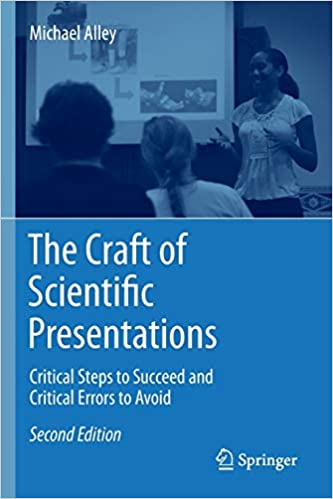 Michael Alley
The Craft of
Scientific
Presentations
Critical Steps to Succeed and
Critical Errors to Avoid
Second Edition
Springer